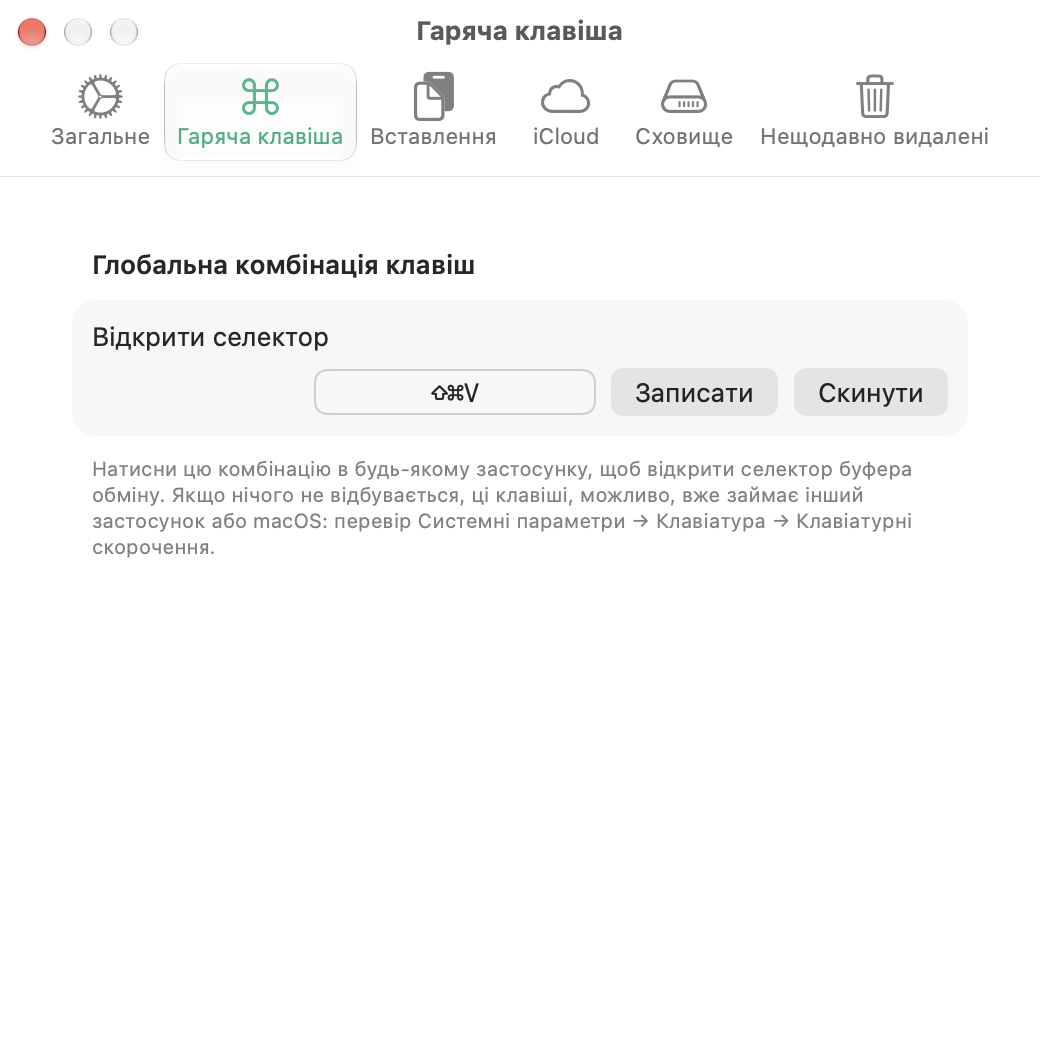 Гаряча клавіша
Загальне
Гаряча клавіша
Вставлення
iCloud
Сховище
Нещодавно видалені
Глобальна комбінація клавіш
Відкрити селектор
⇧⌘V
Записати
Скинути
Натисни цю комбінацію в будь-якому застосунку, щоб відкрити селектор буфера
обміну. Якщо нічого не відбувається, ці клавіші, можливо, вже займає інший
застосунок або macOS: перевір Системні параметри → Клавіатура → Клавіатурні
скорочення.